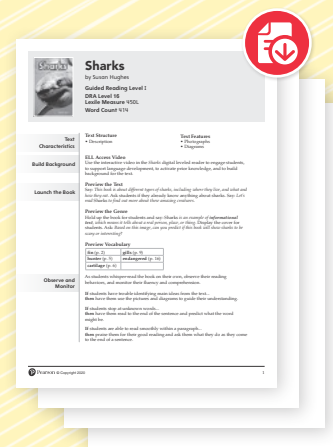 Sharks
Sharks
by Susan Hughes
Guided Reading Level I
DRA Level 16
Lexile Measure 450L
Word Count 414
Text
Characteristics
Text Structure
• Description
Text Features
• Photographs
• Diagrams
Build Background
ELL Access Video
Use the interactive video in the Sharks digital leveled reader to engage students,
to support language development, to activate prior knowledge, and to build
background for the text.
Launch the Book
Preview the Text
Say: This book is about different types of sharks, including where they live, and what and
how they eat. Ask students if they already know anything about sharks. Say: Let's
read Sharks to find out more about these amazing creatures.
Preview the Genre
Hold up the book for students and say: Sharks is an example of informational
text, which means it tells about a real person, place, or thing. Display the cover for
students. Ask: Based on this image, can you predict if this book will show sharks to be
scary or interesting?
Preview Vocabulary
fin (p. 2) gills (p. 9)
hunter (p. 5) endangered (p. 16)
cartilage (p. 6)
Observe and
Monitor
As students whisper-read the book on their own, observe their reading
behaviors, and monitor their fluency and comprehension.
If students have trouble identifying main ideas from the text...
then have them use the pictures and diagrams to guide their understanding.
If students stop at unknown words...
then have them read to the end of the sentence and predict what the word
might be.
If students are able to read smoothly within a paragraph...
then praise them for their good reading and ask them what they do as they come
to the end of a sentence.
Pearson © Copyright 2020
1